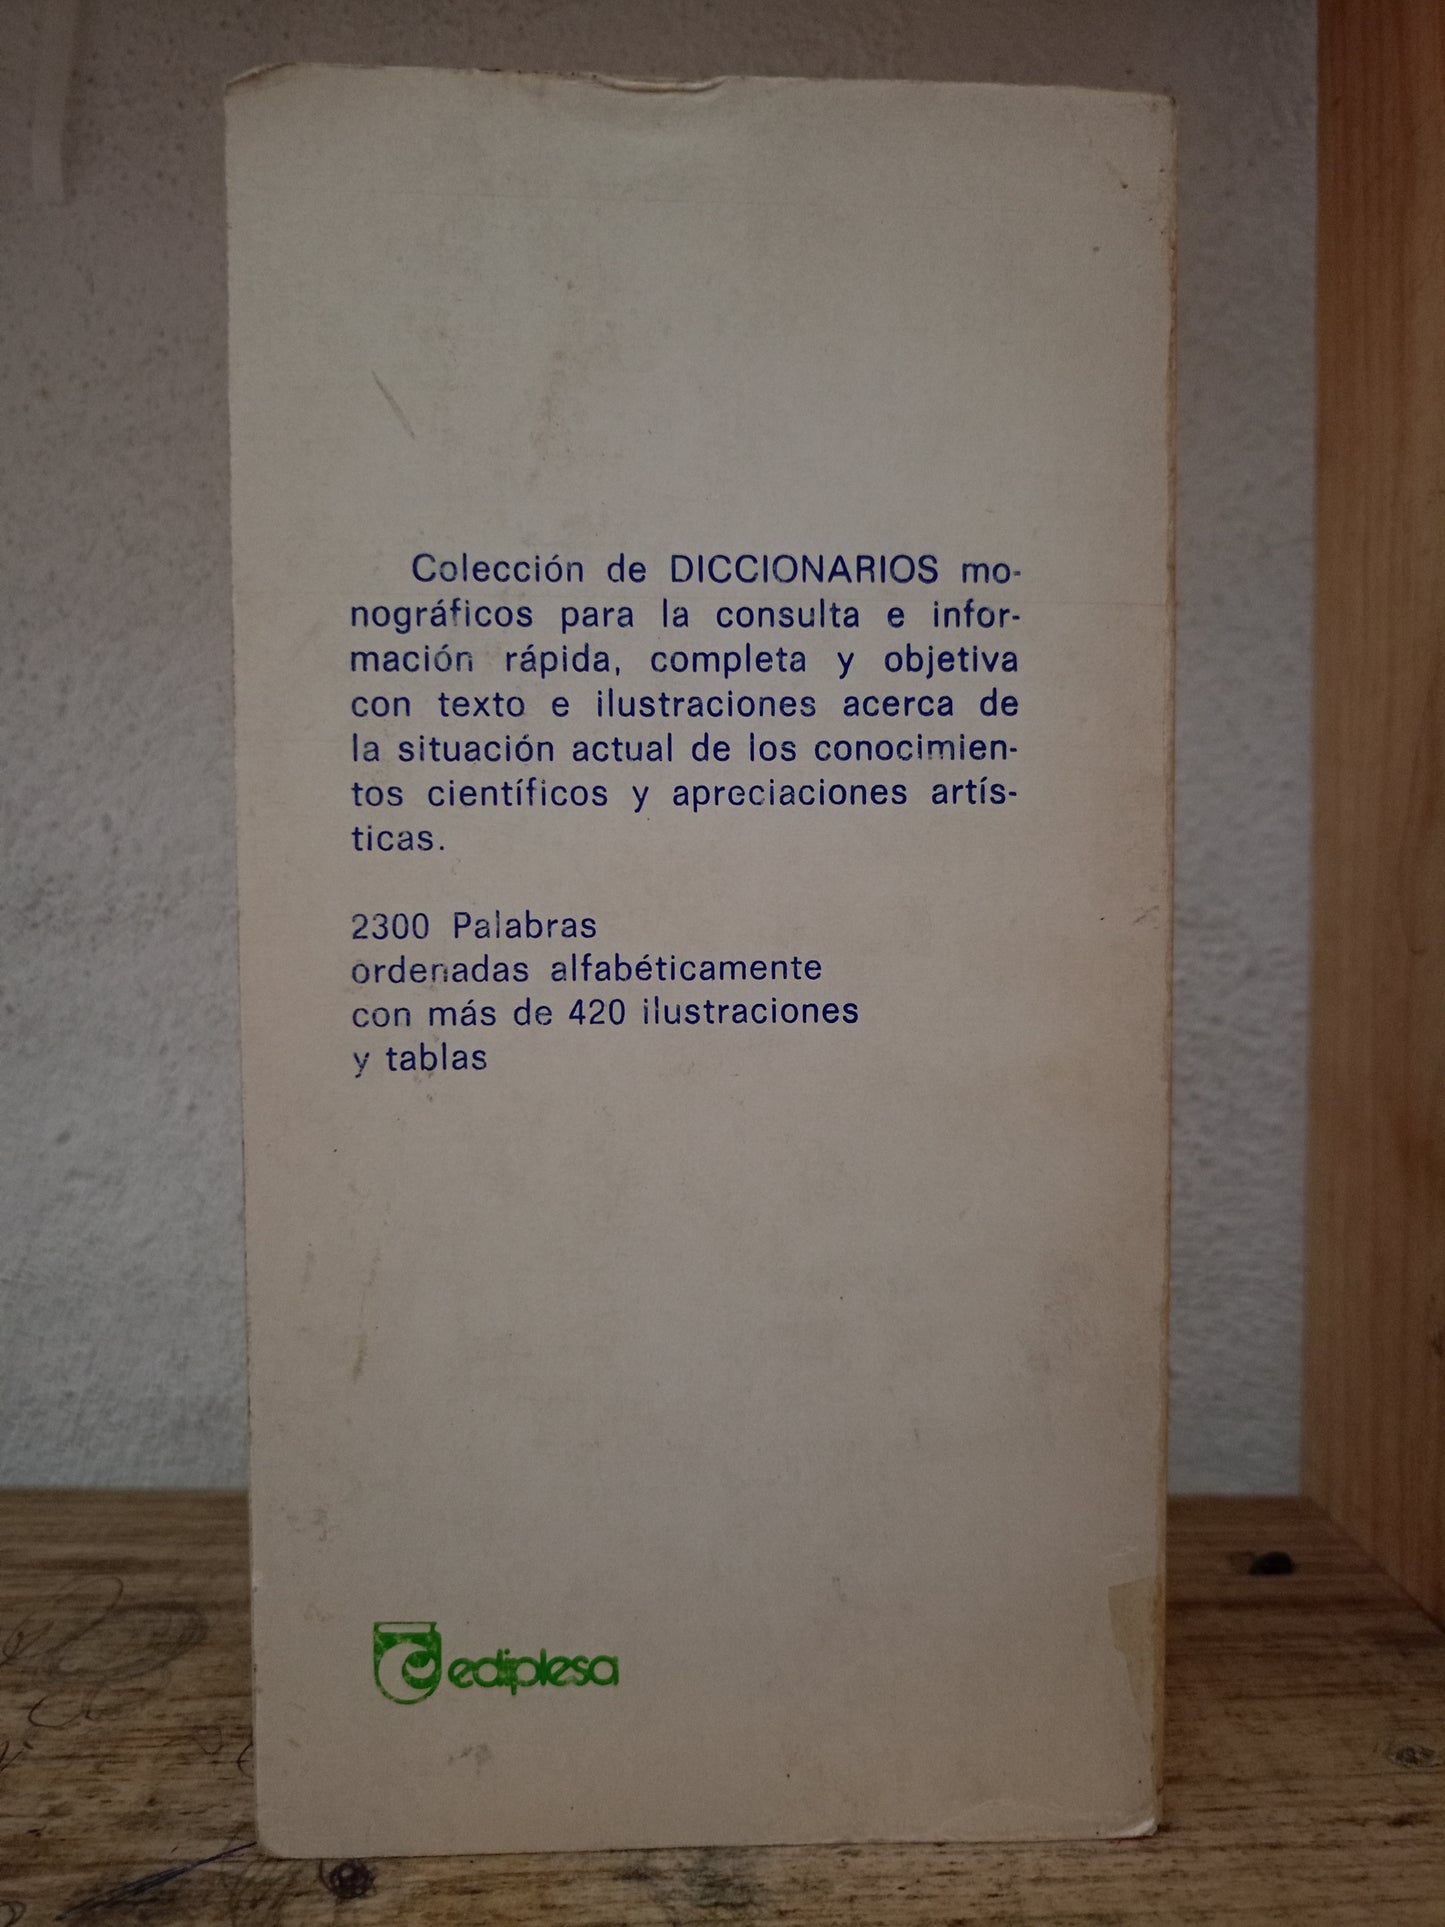 Colección de DICCIONARIOS mo-
nográficos para la consulta e infor-
mación rápida, completa y objetiva
con texto e ilustraciones acerca de
la situación actual de los conocimien-
tos científicos y apreciaciones artís-
ticas.
2300 Palabras
ordenadas alfabéticamente
con más de 420 ilustraciones
y tablas
ediplesa